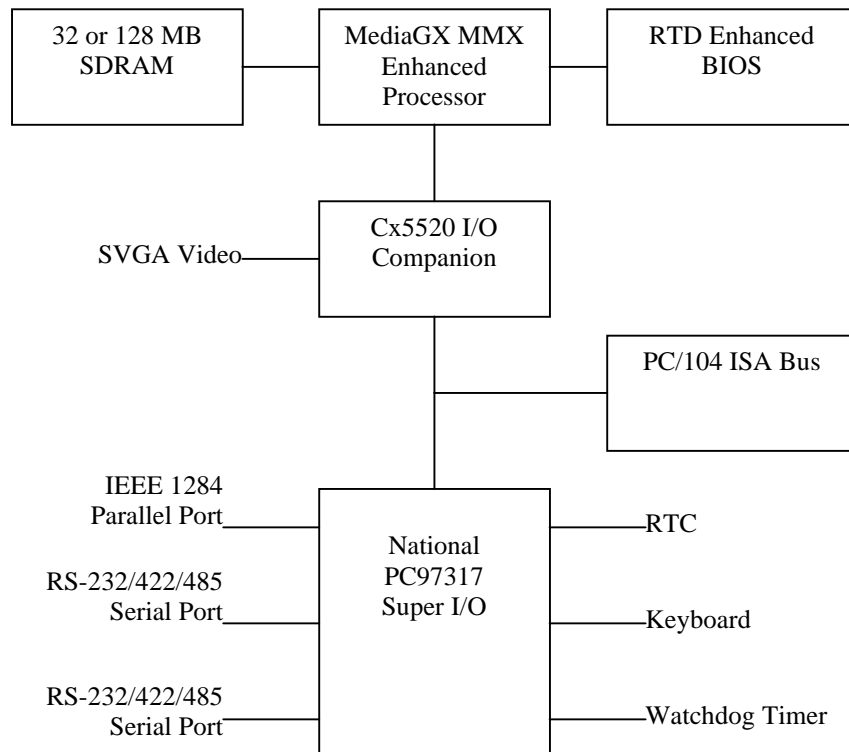 32 or 128 MB
SDRAM
MediaGX MMX
Enhanced
Processor
RTD Enhanced
BIOS
Cx5520 I/O
Companion
SVGA Video
PC/104 ISA Bus
IEEE 1284
Parallel Port
National
PC97317
Super I/O
RTC
RS-232/422/485
Serial Port
Keyboard
RS-232/422/485
Serial Port
Watchdog Timer